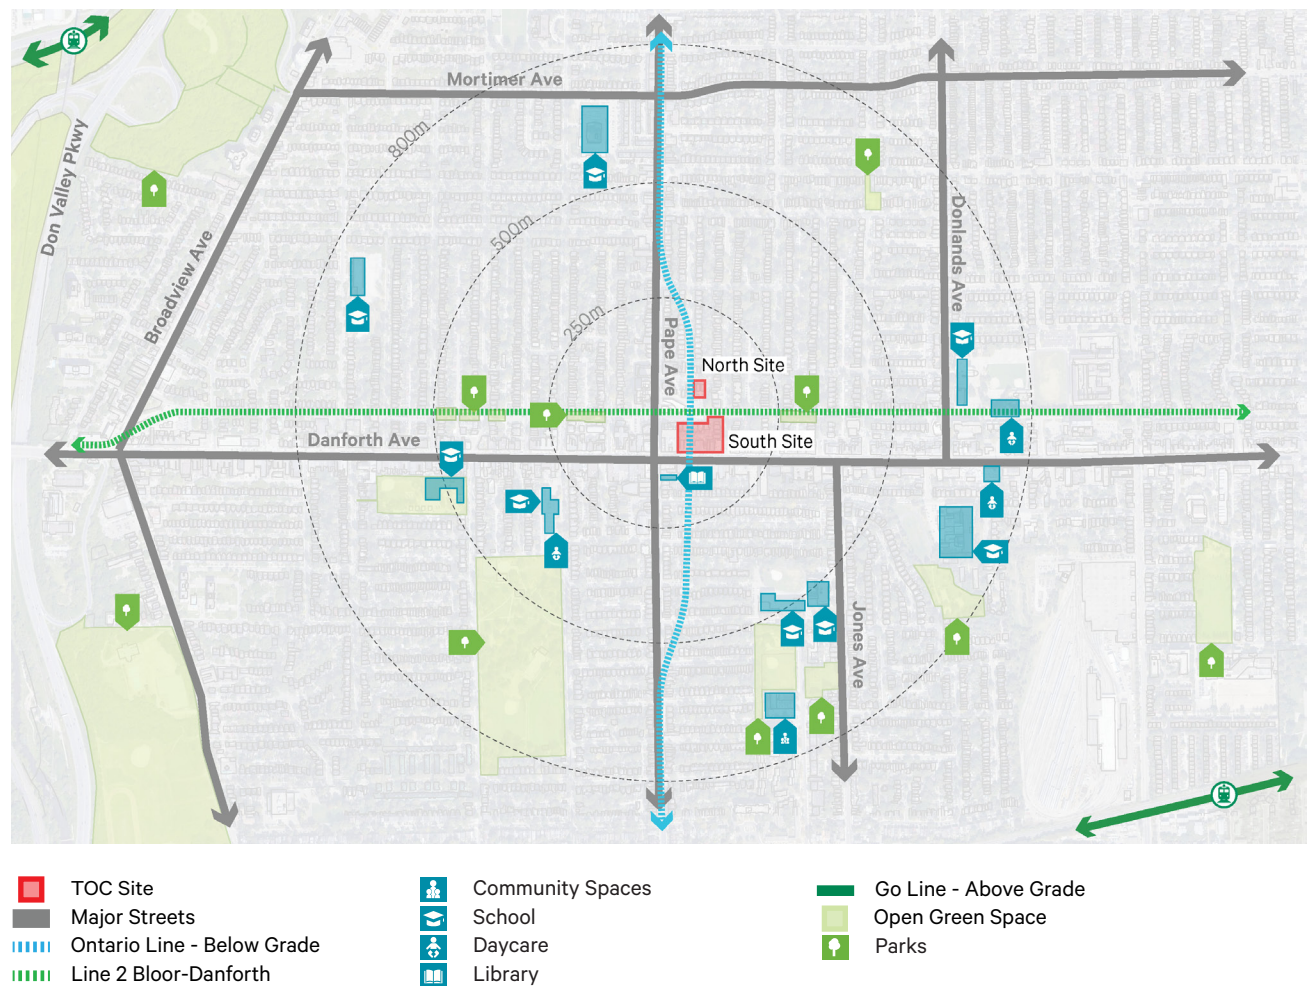 Mortimer Ave
800m
Don Valley Pkwy
500m
Donlands Ave
Broadview Ave
250m
Pape Ave
North Site
Danforth Ave
South Site
Jones Ave
TOC Site
Major Streets
Ontario Line - Below Grade
Line 2 Bloor-Danforth
Community Spaces
School
Daycare
Library
Go Line - Above Grade
Open Green Space
Parks